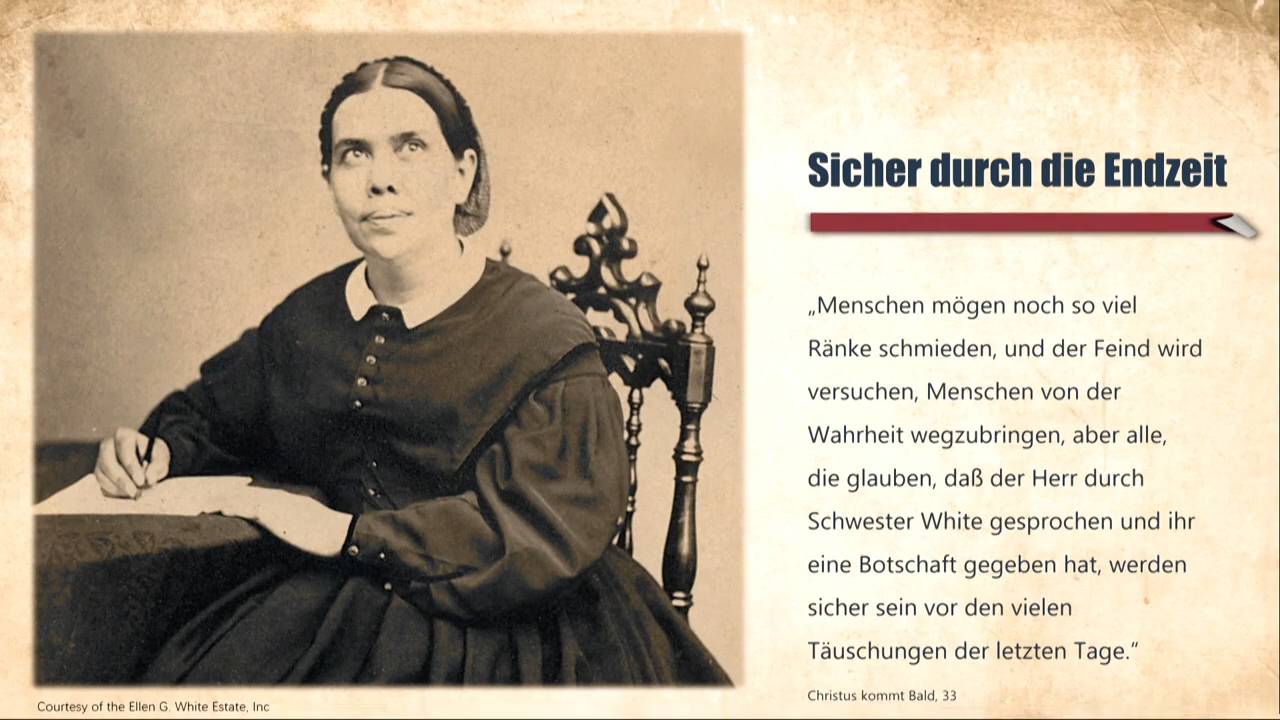 Sicher durch die Endzeit
„Menschen mögen noch so viel
Ränke schmieden, und der Feind wird
versuchen, Menschen von der
Wahrheit wegzubringen, aber alle,
die glauben, daß der Herr durch
Schwester White gesprochen und ihr
eine Botschaft gegeben hat, werden
sicher sein vor den vielen
Täuschungen der letzten Tage.“
Christus kommt Bald, 33
Courtesy of the Ellen G. White Estate, Inc